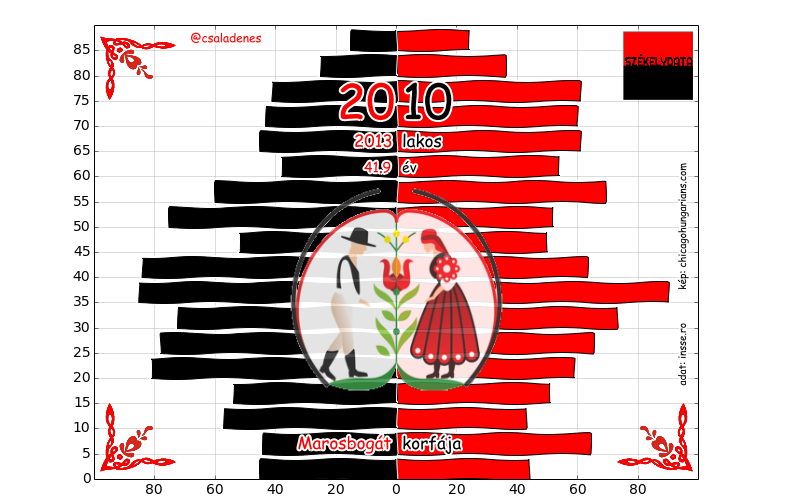 @csaladenes
SZÉKELYDATA
2010
2013 lakos
41,9 év
kép: chicagohungarians.com
adat: insse.ro
Marosbogát korfája
85
80
75
70
65
60
55
50
45
40
35
30
25
20
15
10
5
0
80 60 40 20 0 20 40 60 80